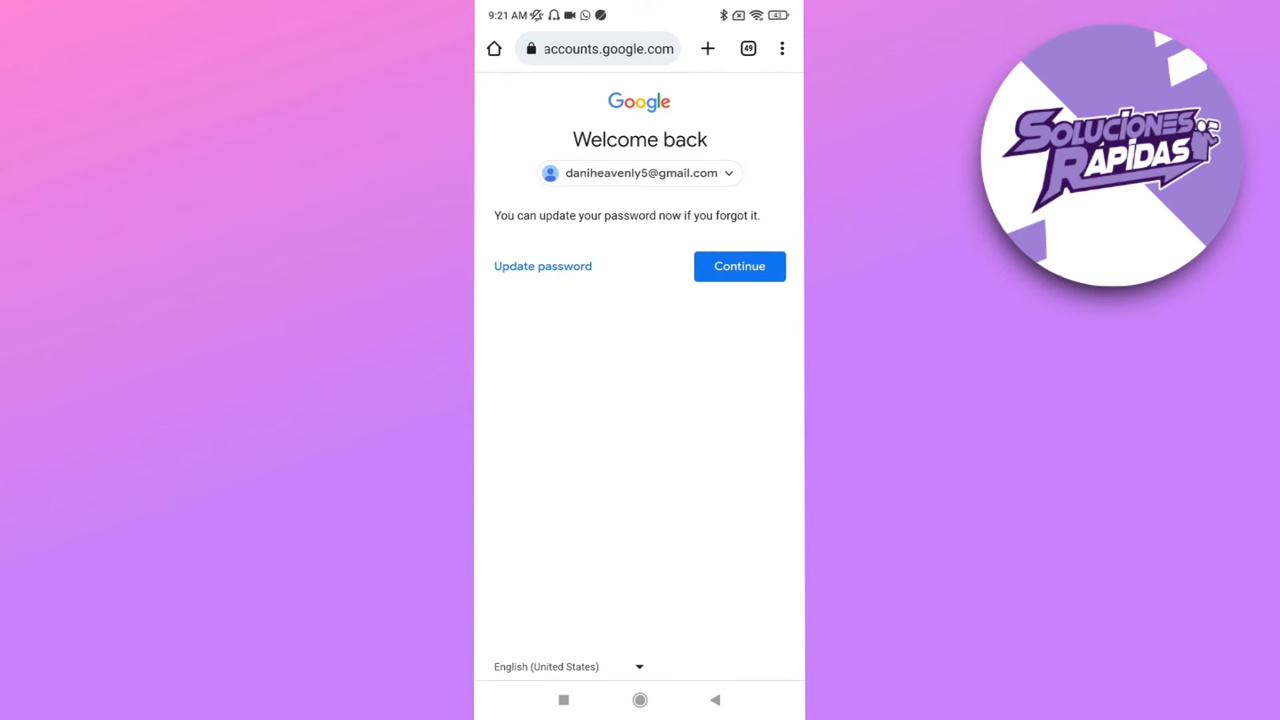 9:21 AM
43
accounts.google.com
49
Google
Welcome back
daniheavenly5@gmail.com
You can update your password now if you forgot it.
Update password
Continue
English (United States)
SOLUCIONES
RÁPIDAS